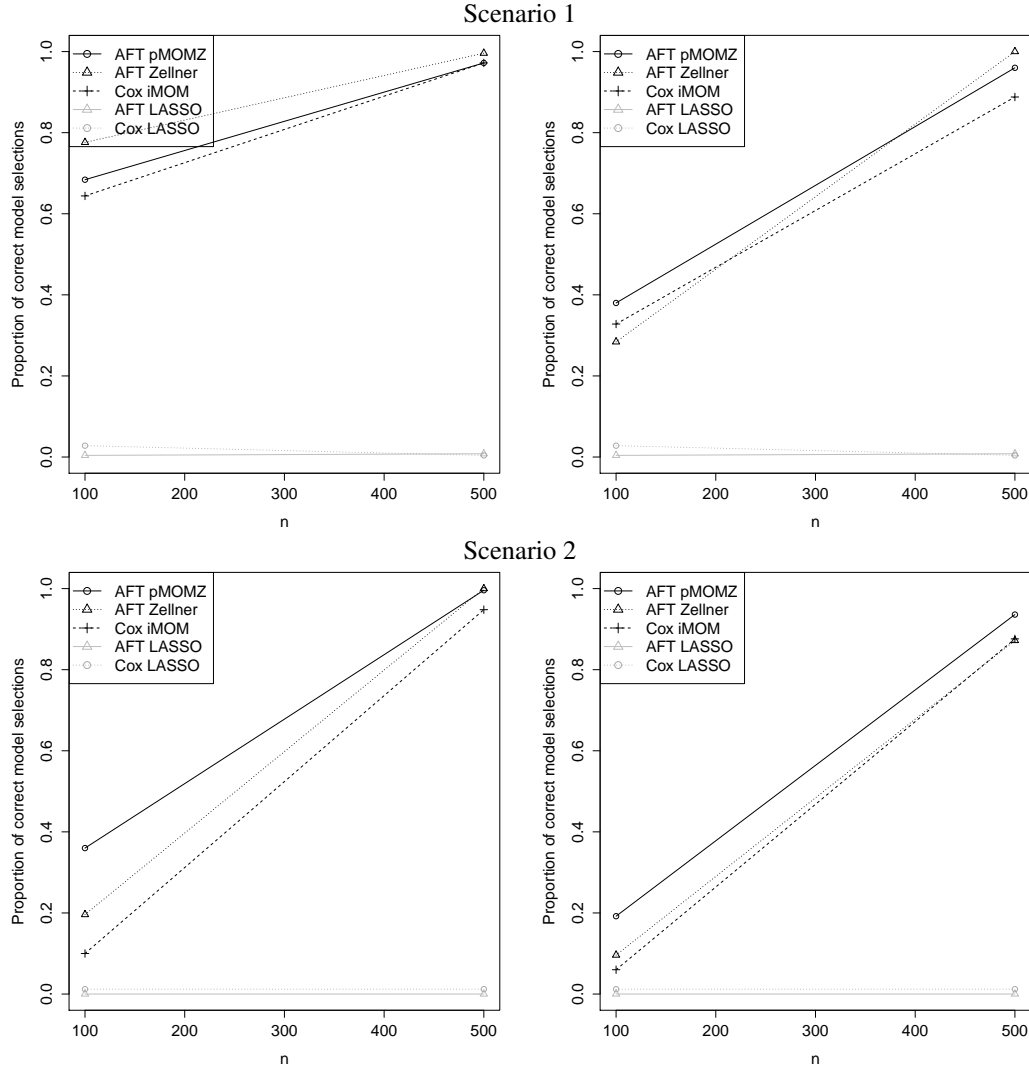 Scenario 1
AFT pMOMZ
AFT Zellner
Cox iMOM
AFT LASSO
Cox LASSO
Proportion of correct model selections
0.0 0.2 0.4 0.6 0.8 1.0
100 200 300 400 500
n
AFT pMOMZ
AFT Zellner
Cox iMOM
AFT LASSO
Cox LASSO
Proportion of correct model selections
0.0 0.2 0.4 0.6 0.8 1.0
100 200 300 400 500
n
Scenario 2
AFT pMOMZ
AFT Zellner
Cox iMOM
AFT LASSO
Cox LASSO
Proportion of correct model selections
0.0 0.2 0.4 0.6 0.8 1.0
100 200 300 400 500
n
AFT pMOMZ
AFT Zellner
Cox iMOM
AFT LASSO
Cox LASSO
Proportion of correct model selections
0.0 0.2 0.4 0.6 0.8 1.0
100 200 300 400 500
n